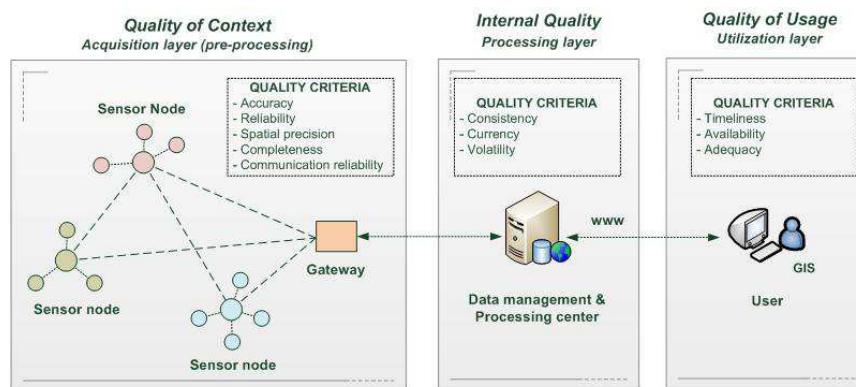 Quality of Context
Acquisition layer (pre-processing)
QUALITY CRITERIA
- Accuracy
- Reliability
- Spatial precision
- Completeness
- Communication reliability
Sensor Node
Sensor node
Sensor node
Gateway
Internal Quality
Processing layer
QUALITY CRITERIA
- Consistency
- Currency
- Volatility
Data management &
Processing center
www
Quality of Usage
Utilization layer
QUALITY CRITERIA
- Timeliness
- Availability
- Adequacy
GIS
User